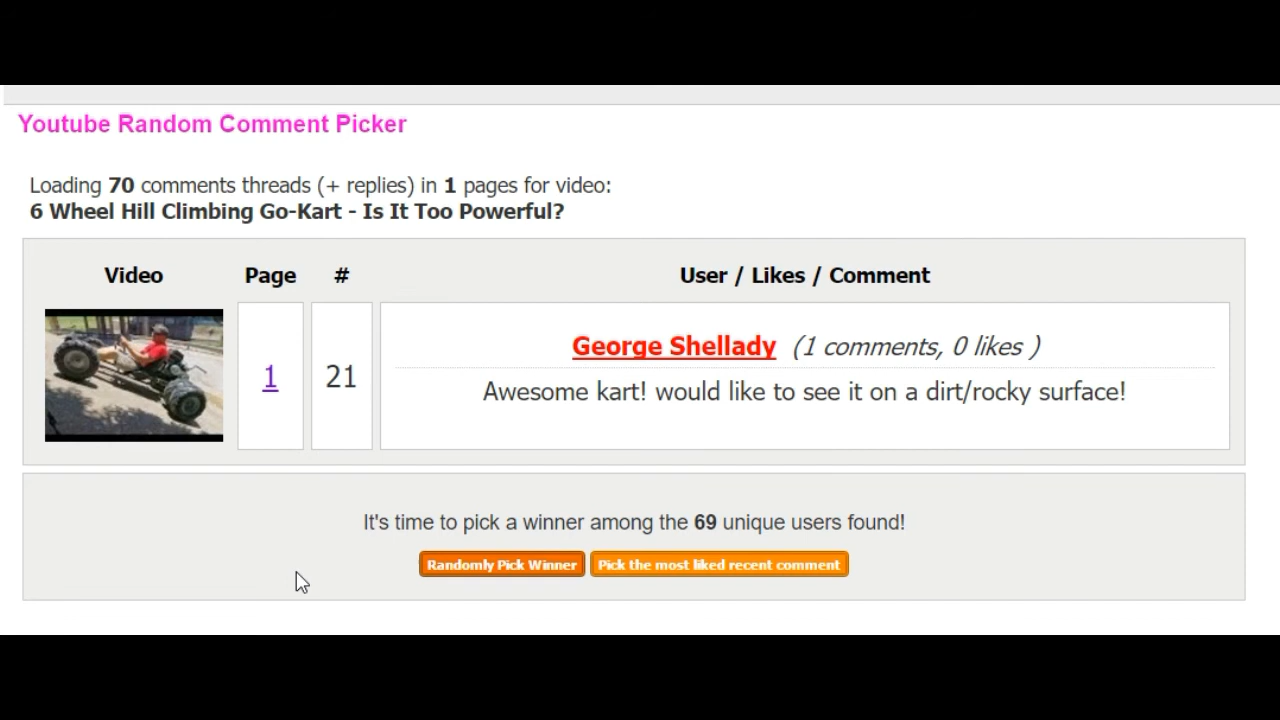 Youtube Random Comment Picker
Loading 70 comments threads (+ replies) in 1 pages for video:
6 Wheel Hill Climbing Go-Kart - Is It Too Powerful?
Video Page # User / Likes / Comment
1 21 George Shellady (1 comments, 0 likes )
Awesome kart! would like to see it on a dirt/rocky surface!
It's time to pick a winner among the 69 unique users found!
Randomly Pick Winner Pick the most liked recent comment